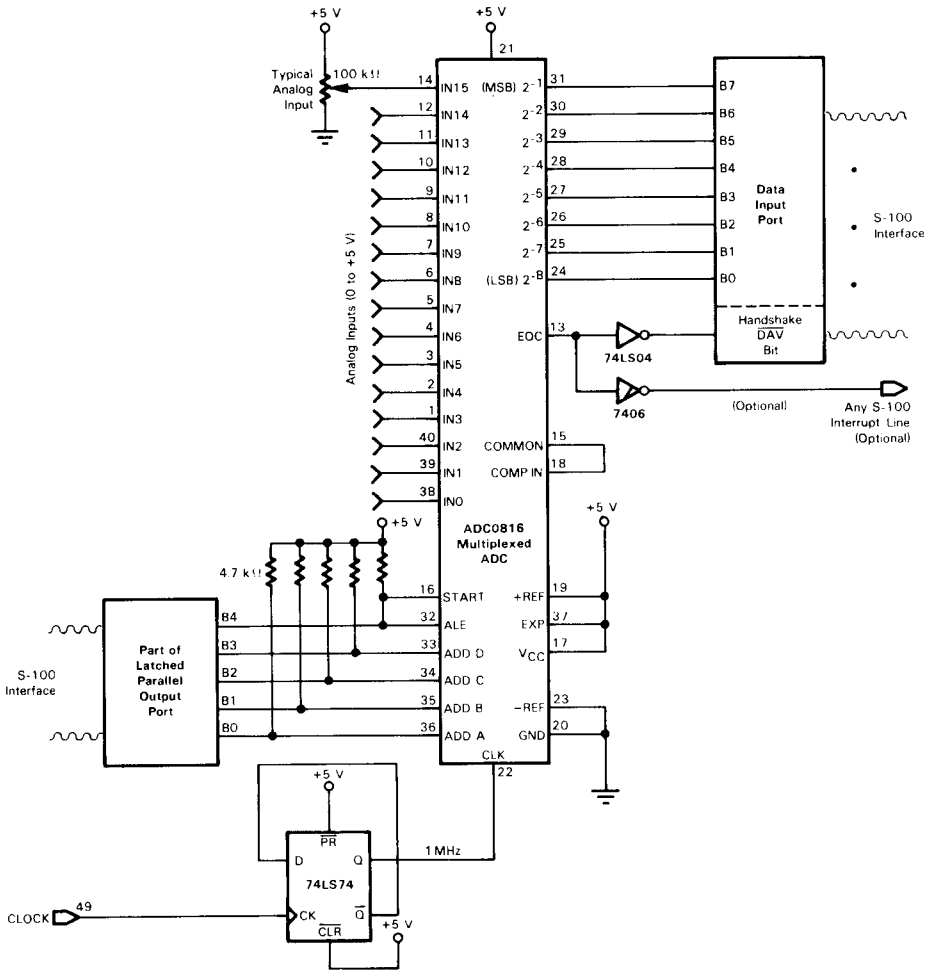 +5 V
+5 V
21
Typical
Analog
Input
100 kΩ
14 IN15
12 IN14
11 IN13
10 IN12
9 IN11
8 IN10
7 IN9
6 IN8
5 IN7
4 IN6
3 IN5
2 IN4
1 IN3
40 IN2
39 IN1
38 IN0
Analog Inputs (0 to +5 V)
(MSB) 2-1 31
2-2 30
2-3 29
2-4 28
2-5 27
2-6 26
2-7 25
(LSB) 2-8 24
EOC 13
COMMON 15
COMP IN 18
ADC0816
Multiplexed
ADC
B7
B6
B5
B4
B3
B2
B1
B0
Data
Input
Port
S-100
Interface
Handshake
DAV
Bit
74LS04
7406
(Optional)
Any S-100
Interrupt Line
(Optional)
+5 V
4.7 kΩ
+5 V
16 START
32 ALE
33 ADD D
34 ADD C
35 ADD B
36 ADD A
+REF 19
EXP 37
VCC 17
-REF 23
GND 20
CLK
22
S-100
Interface
Part of
Latched
Parallel
Output
Port
B4
B3
B2
B1
B0
+5 V
PR
D
Q
74LS74
CK
Q
CLR
1 MHz
+5 V
CLOCK
49